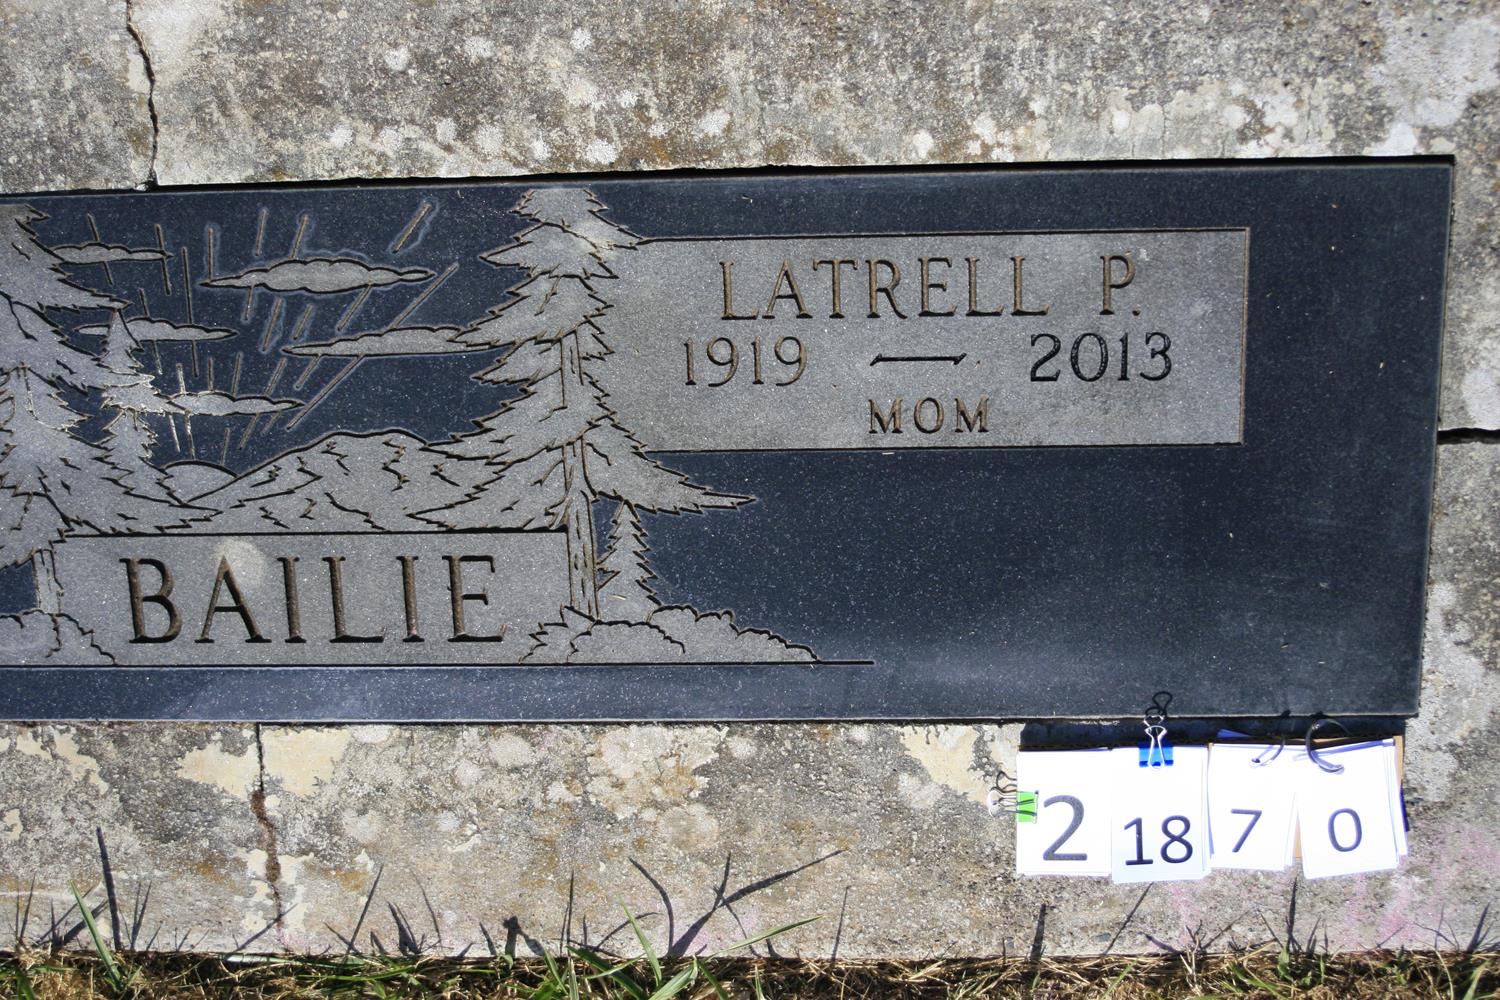 LATRELL P.
1919 — 2013
MOM
BAILIE
2 18 7 0